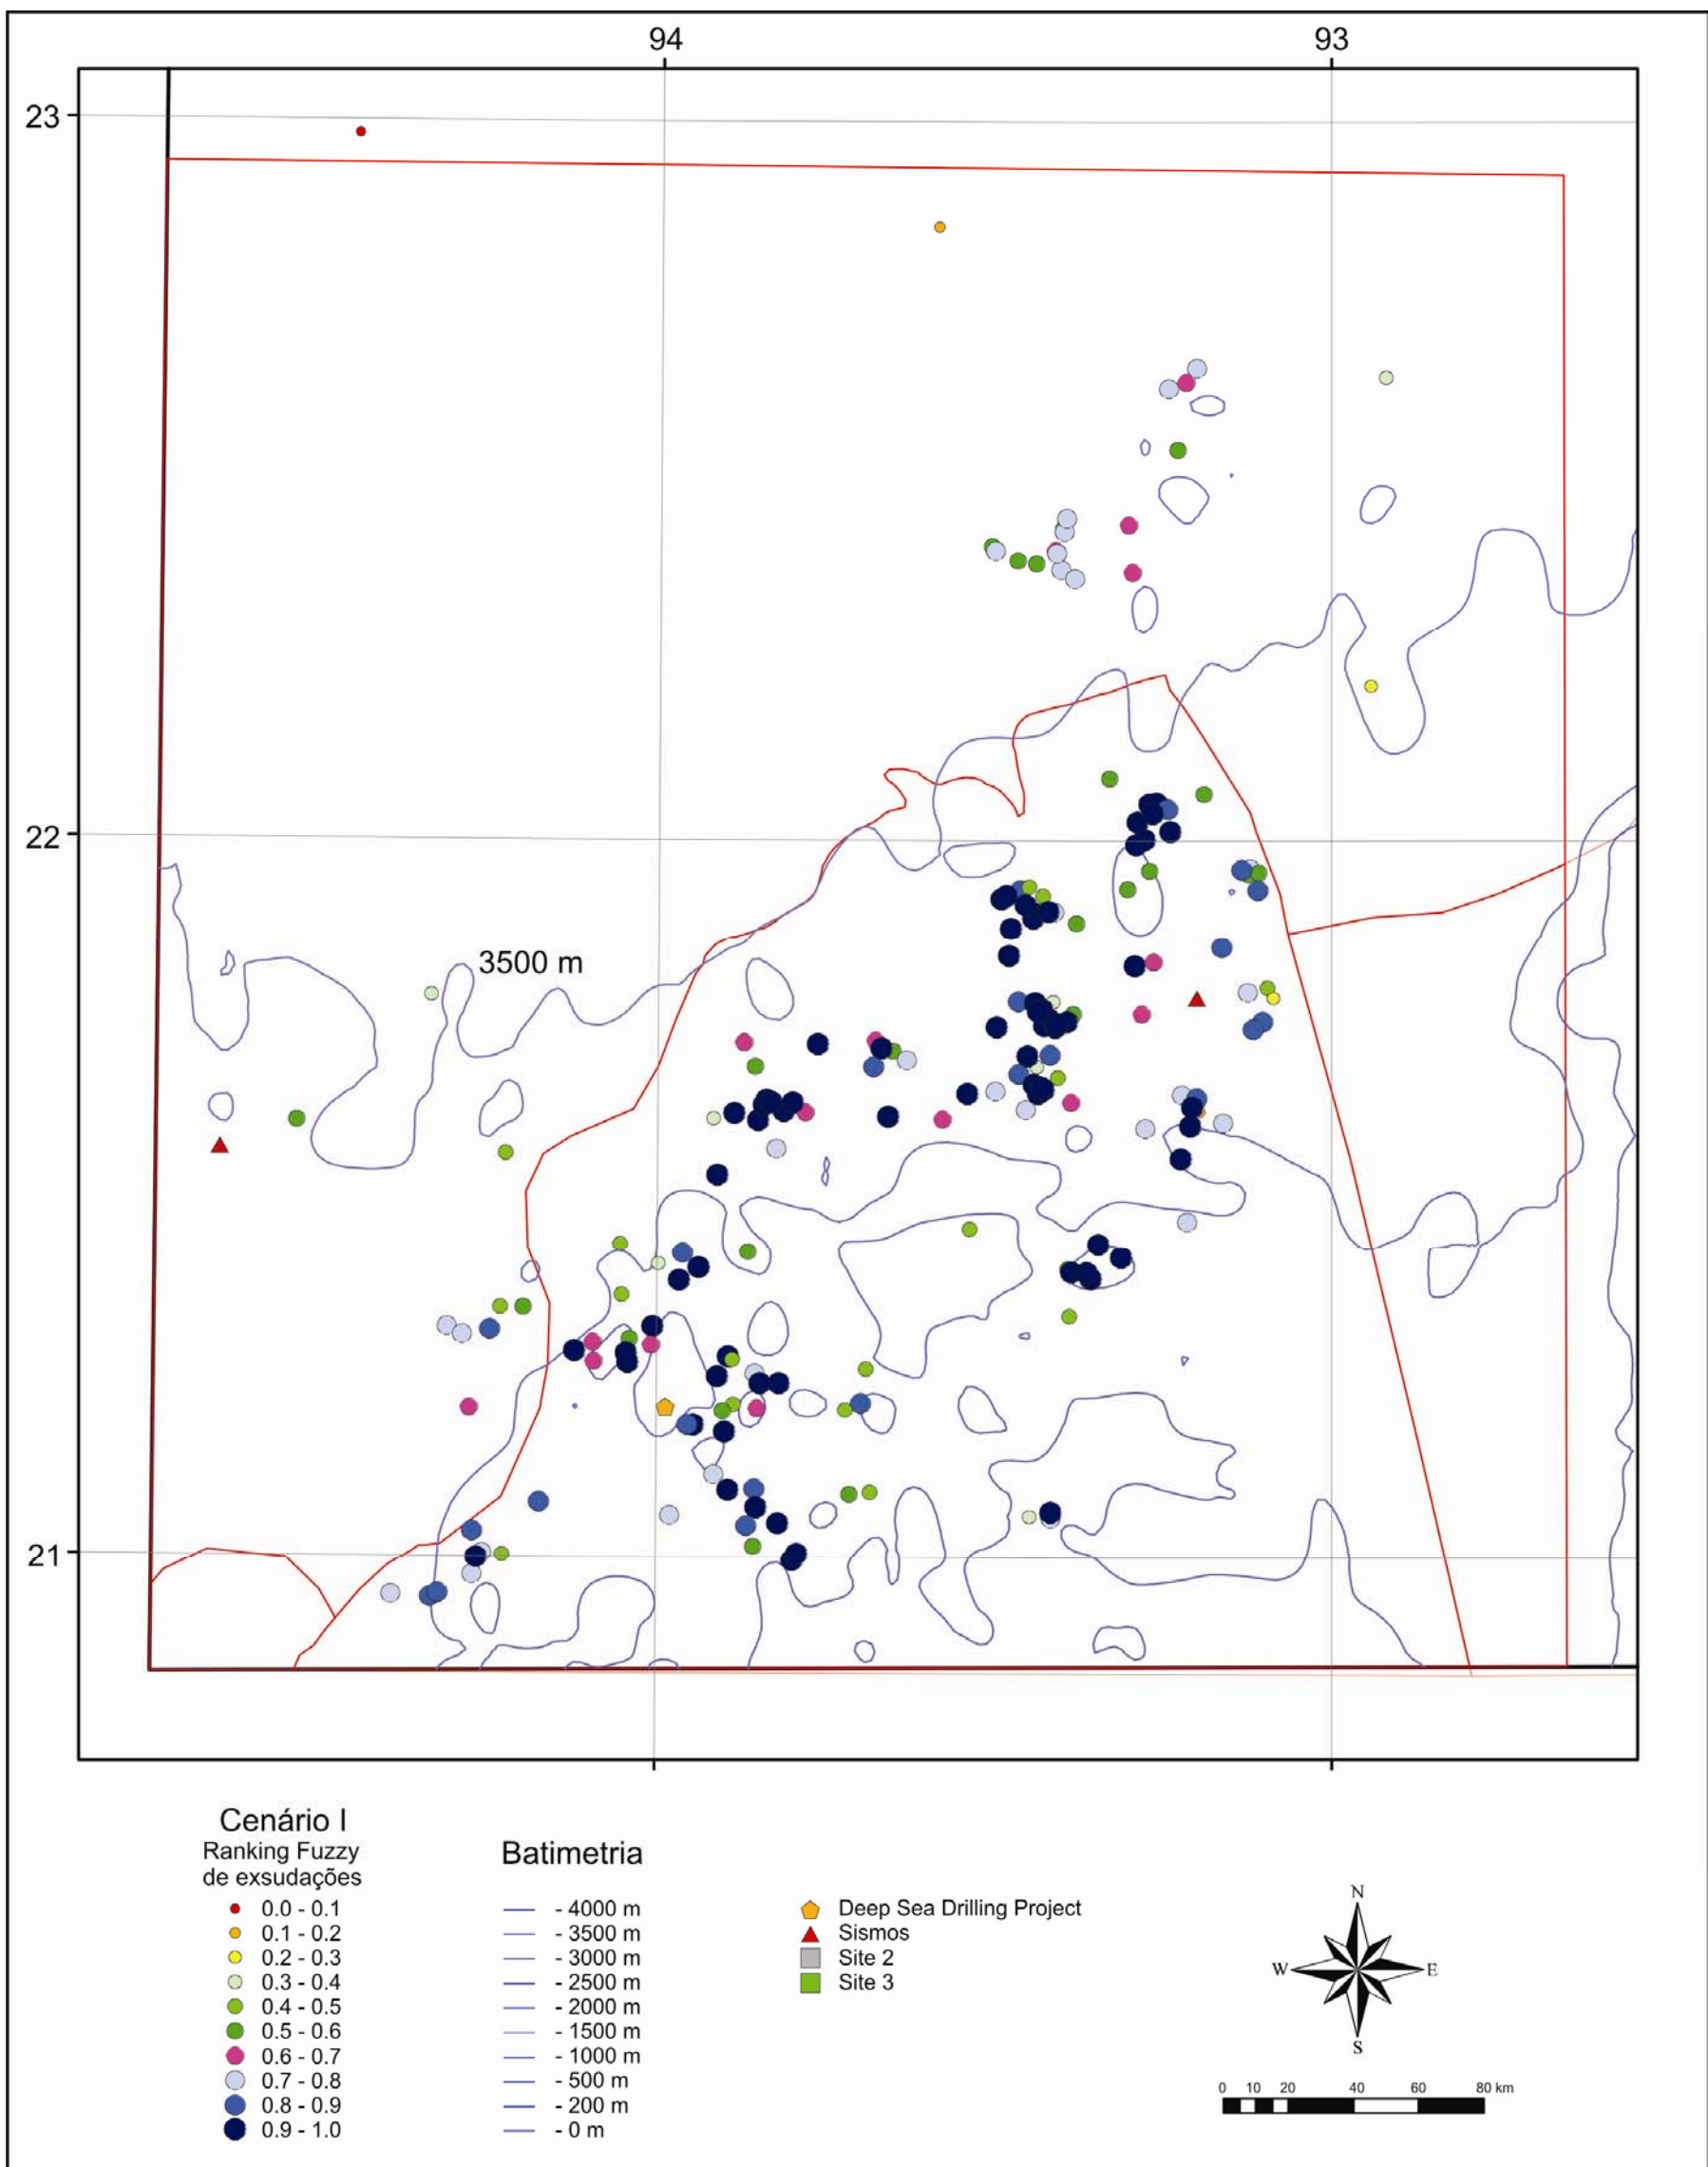 94 93
23
22
3500 m
21
Cenário I
Ranking Fuzzy
de exsudações
0.0 - 0.1
0.1 - 0.2
0.2 - 0.3
0.3 - 0.4
0.4 - 0.5
0.5 - 0.6
0.6 - 0.7
0.7 - 0.8
0.8 - 0.9
0.9 - 1.0
Batimetria
- 4000 m
- 3500 m
- 3000 m
- 2500 m
- 2000 m
- 1500 m
- 1000 m
- 500 m
- 200 m
- 0 m
Deep Sea Drilling Project
Sismos
Site 2
Site 3
N
W E
S
0 10 20 40 60 80 km